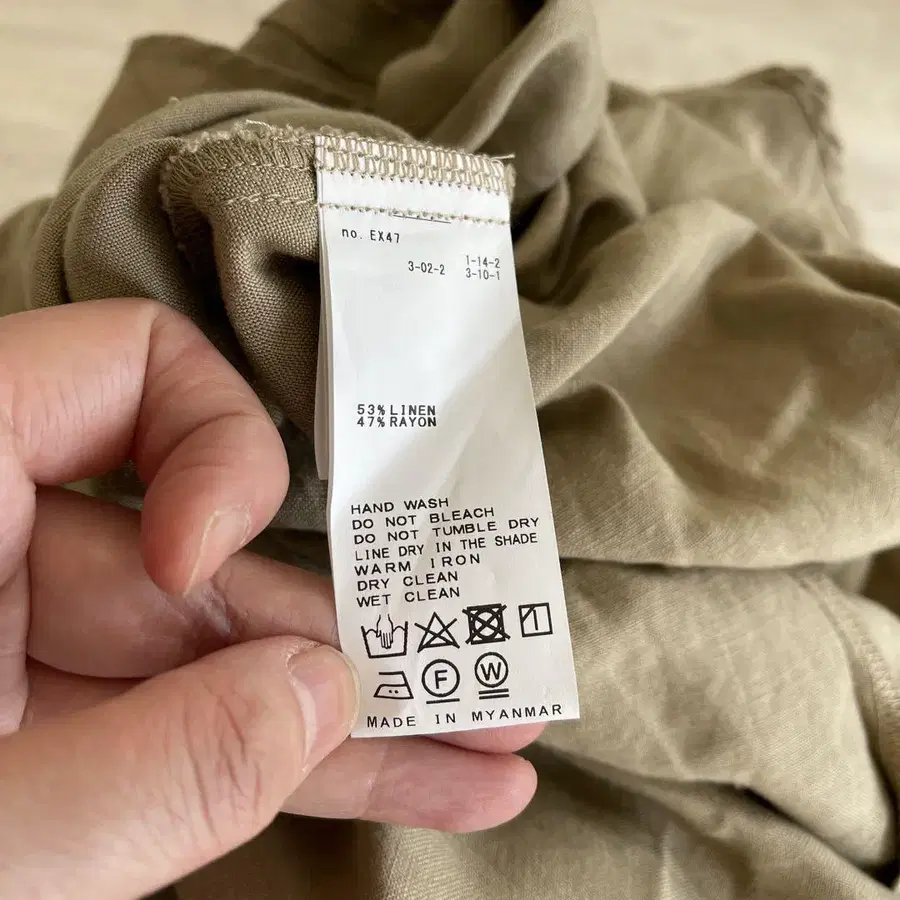 no. EX47
1-14-2
3-02-2 3-10-1
53% LINEN
47% RAYON
HAND WASH
DO NOT BLEACH
DO NOT TUMBLE DRY
LINE DRY IN THE SHADE
WARM IRON
DRY CLEAN
WET CLEAN
F W
MADE IN MYANMAR